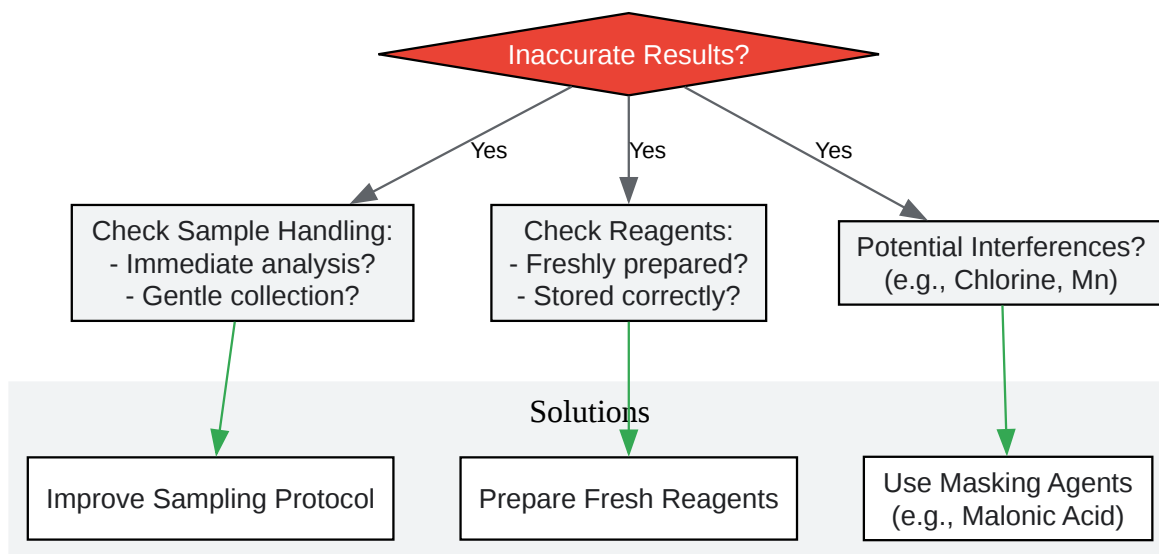 Inaccurate Results?
Yes
Yes
Yes
Check Sample Handling:
- Immediate analysis?
- Gentle collection?
Check Reagents:
- Freshly prepared?
- Stored correctly?
Potential Interferences?
(e.g., Chlorine, Mn)
Solutions
Improve Sampling Protocol
Prepare Fresh Reagents
Use Masking Agents
(e.g., Malonic Acid)